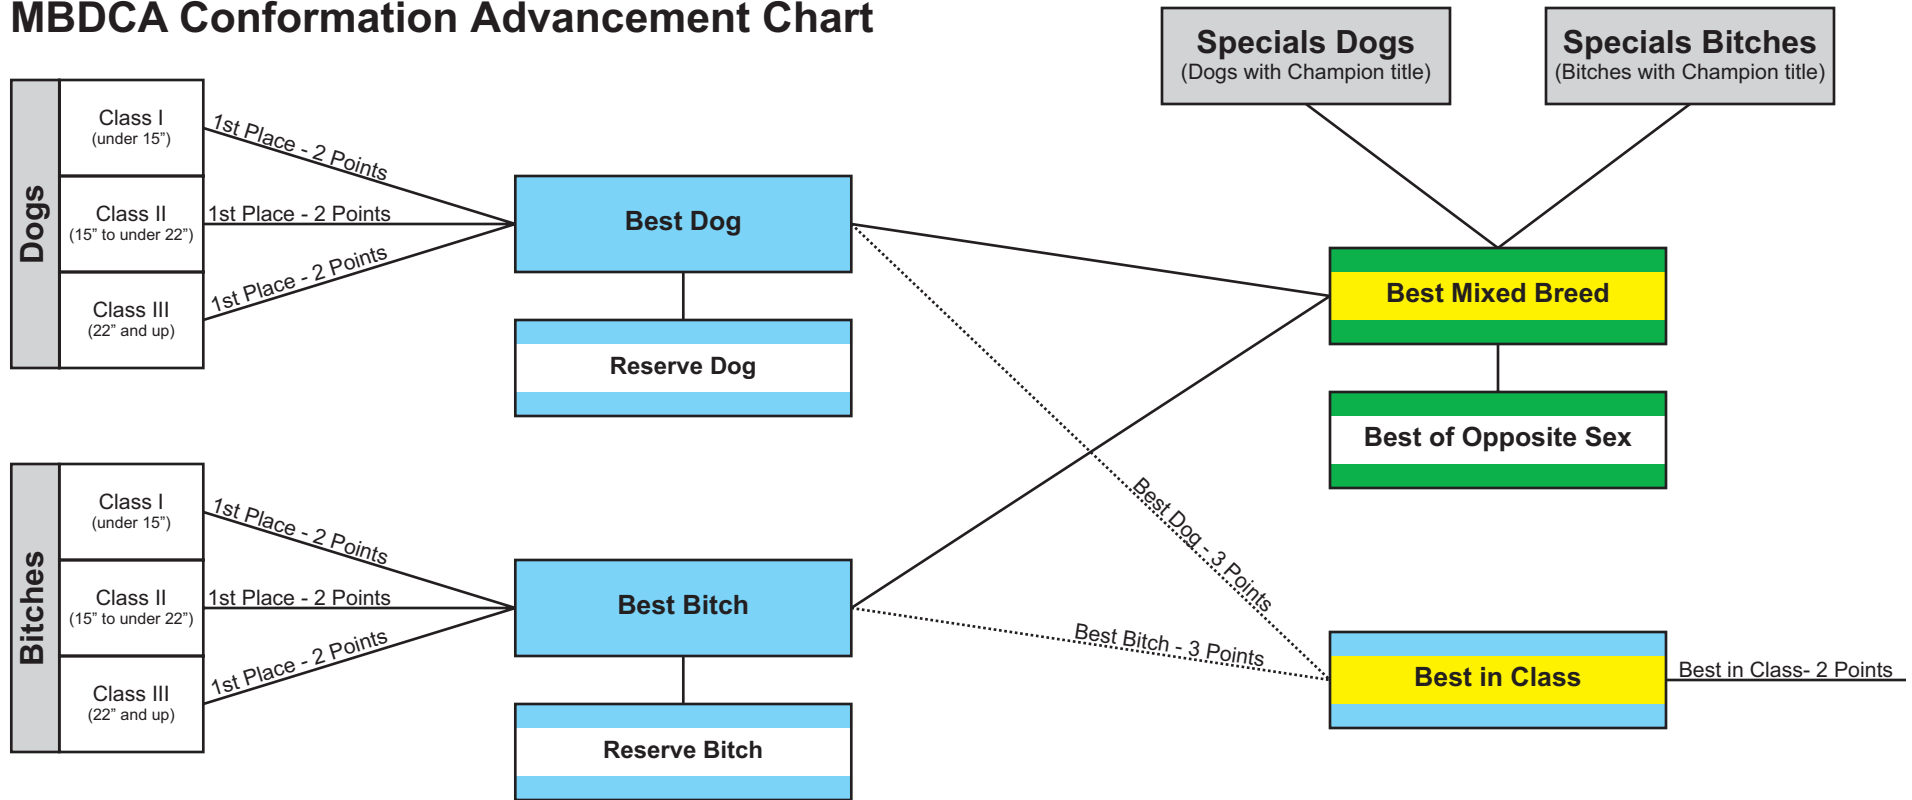 MBDCA Conformation Advancement Chart
Specials Dogs
(Dogs with Champion title)
Specials Bitches
(Bitches with Champion title)
Dogs
Class I
(under 15”)
1st Place - 2 Points
Class II
(15” to under 22”)
1st Place - 2 Points
Class III
(22” and up)
1st Place - 2 Points
Best Dog
Reserve Dog
Best Mixed Breed
Best of Opposite Sex
Bitches
Class I
(under 15”)
1st Place - 2 Points
Class II
(15” to under 22”)
1st Place - 2 Points
Class III
(22” and up)
1st Place - 2 Points
Best Bitch
Reserve Bitch
Best Dog - 3 Points
Best Bitch - 3 Points
Best in Class
Best in Class- 2 Points